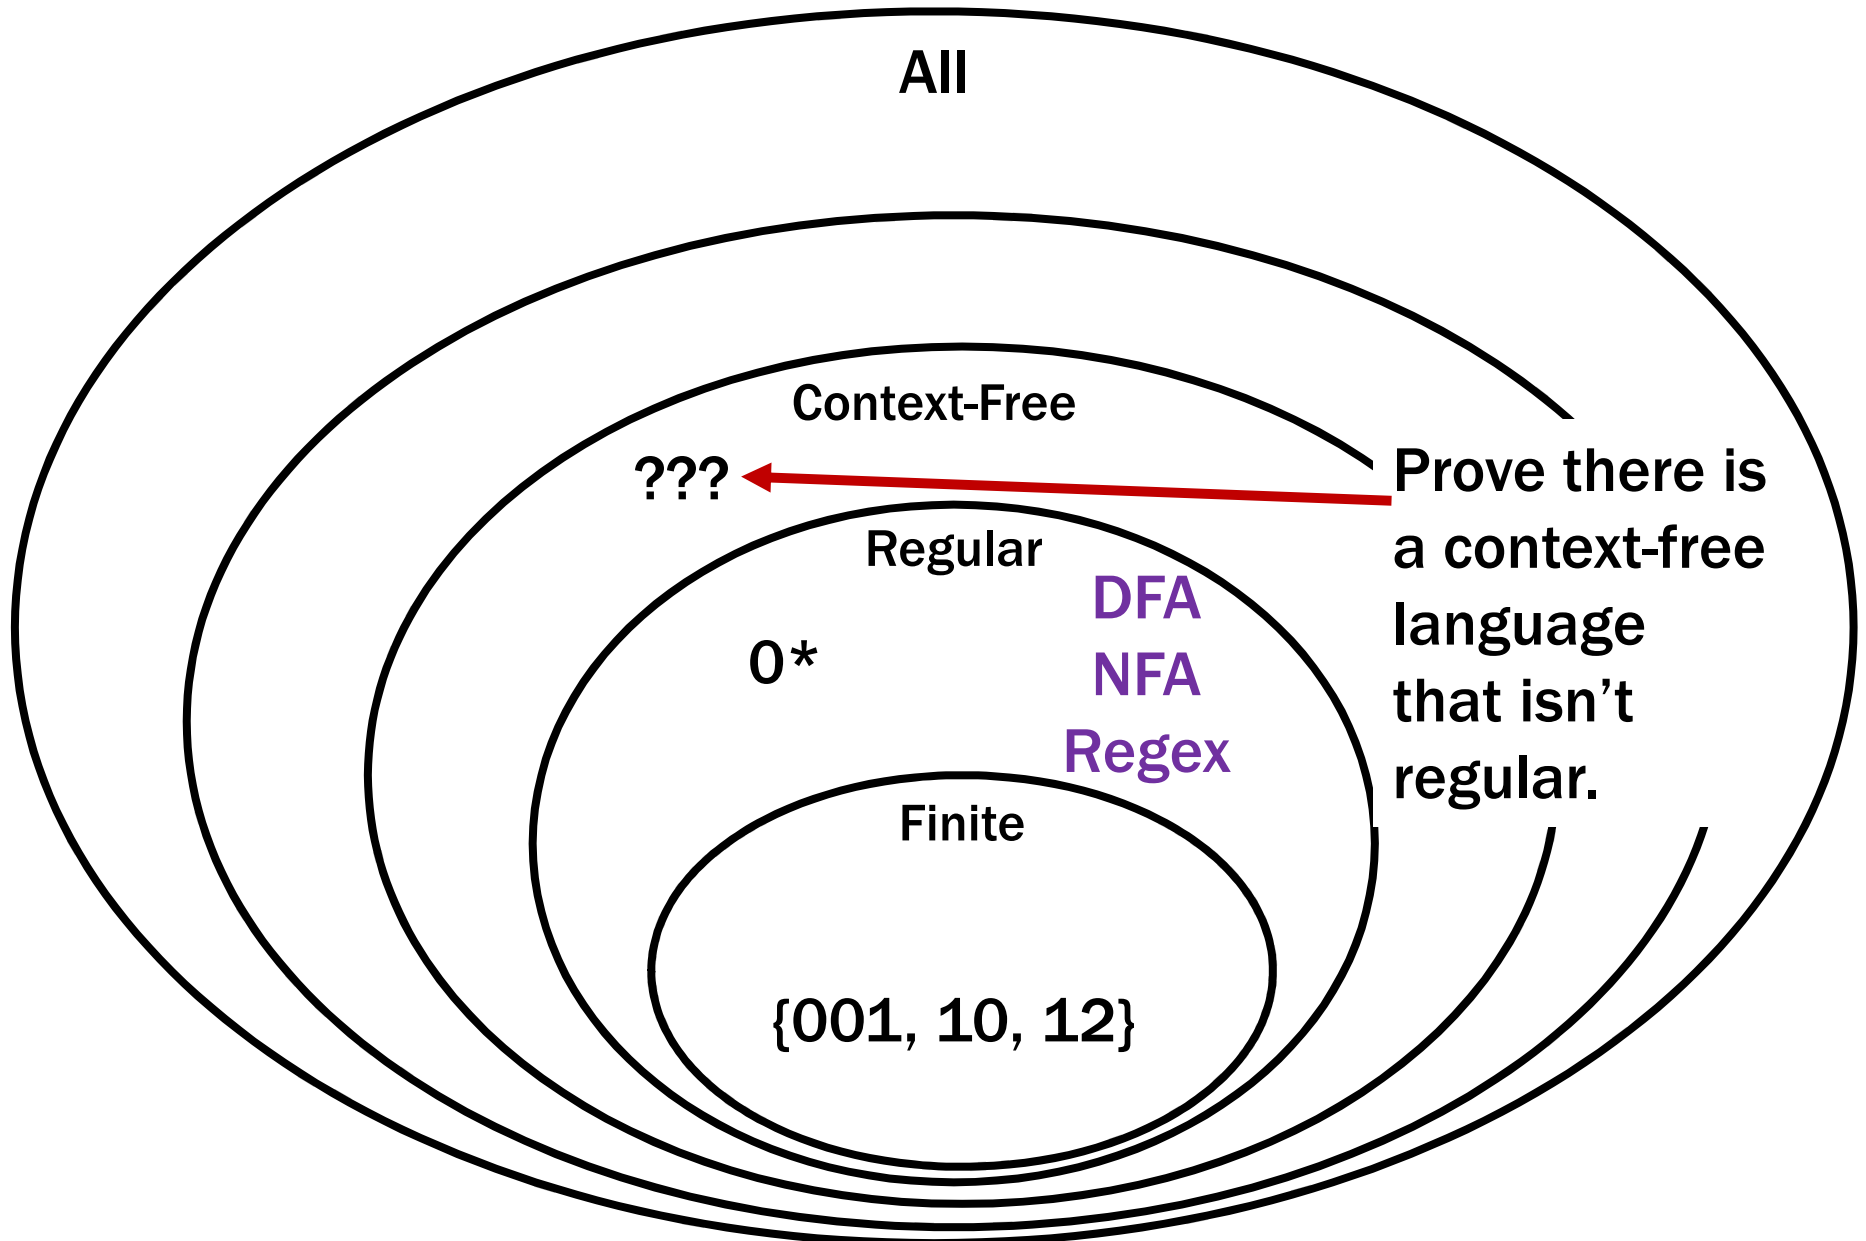 All
Context-Free
???
Prove there is
a context-free
language
that isn’t
regular.
Regular
DFA
NFA
Regex
0*
Finite
{001, 10, 12}